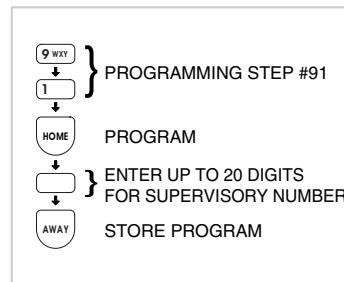 9 WXY
1
PROGRAMMING STEP #91
HOME
PROGRAM
ENTER UP TO 20 DIGITS
FOR SUPERVISORY NUMBER
AWAY
STORE PROGRAM